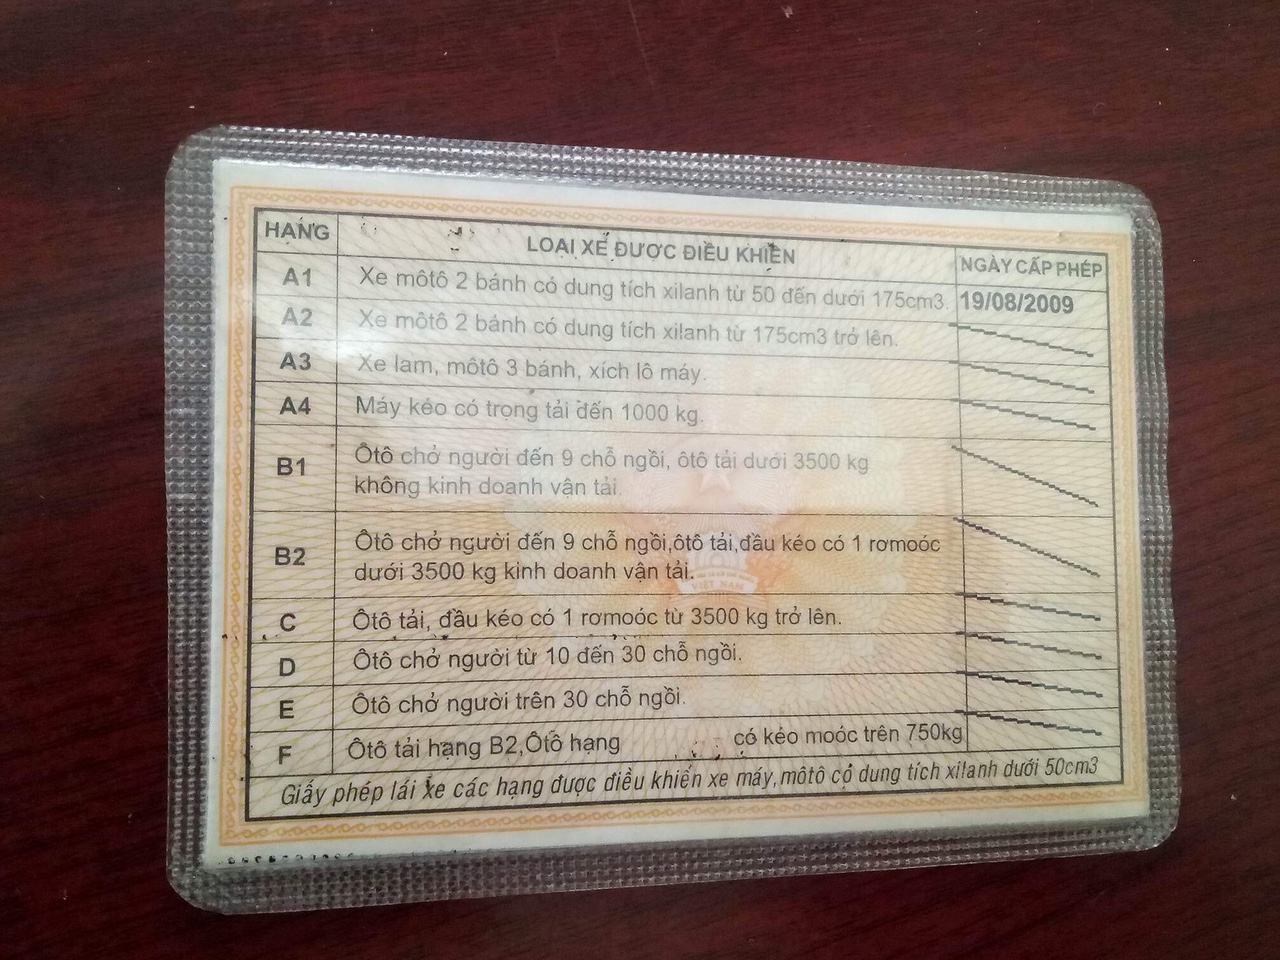 HẠNG LOẠI XE ĐƯỢC ĐIỀU KHIỂN NGÀY CẤP PHÉP
A1 Xe môtô 2 bánh có dung tích xilanh từ 50 đến dưới 175cm3. 19/08/2009
A2 Xe môtô 2 bánh có dung tích xilanh từ 175cm3 trở lên.
A3 Xe lam, môtô 3 bánh, xích lô máy.
A4 Máy kéo có trọng tải đến 1000 kg.
B1 Ôtô chở người đến 9 chỗ ngồi, ôtô tải dưới 3500 kg
không kinh doanh vận tải.
B2 Ôtô chở người đến 9 chỗ ngồi,ôtô tải,đầu kéo có 1 rơmoóc
dưới 3500 kg kinh doanh vận tải.
C Ôtô tải, đầu kéo có 1 rơmoóc từ 3500 kg trở lên.
D Ôtô chở người từ 10 đến 30 chỗ ngồi.
E Ôtô chở người trên 30 chỗ ngồi.
F Ôtô tải hạng B2,Ôtô hạng có kéo moóc trên 750kg
Giấy phép lái xe các hạng được điều khiển xe máy,môtô có dung tích xilanh dưới 50cm3
VIỆT NAM